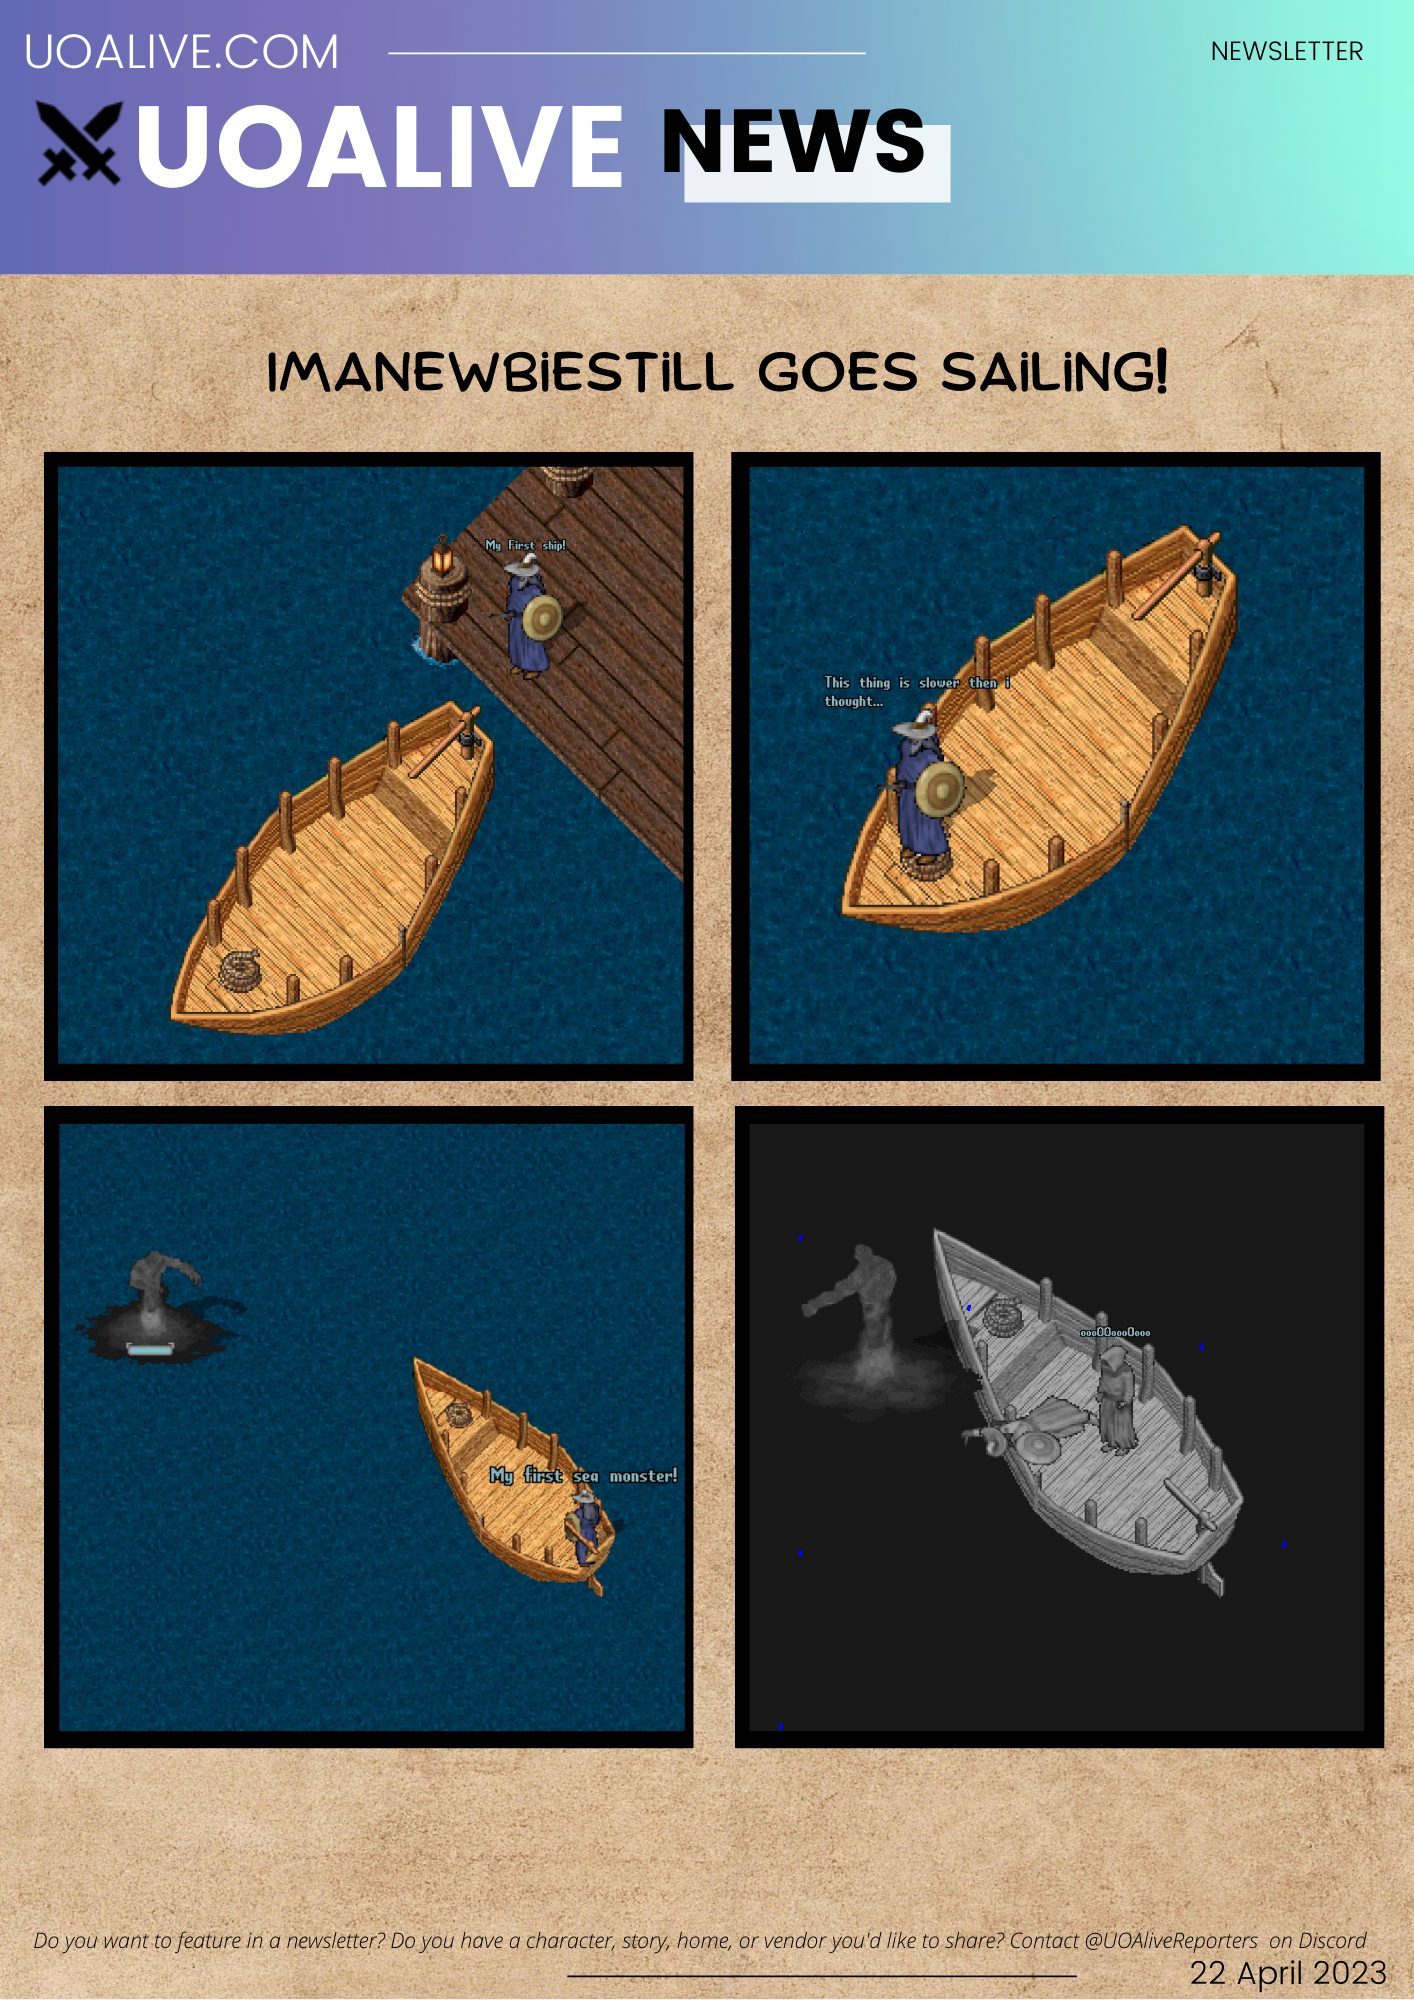 UOALIVE.COM
NEWSLETTER
UOALIVE NEWS
IMANEWBiESTiLL GOES SAiLiNG!
My First ship!
This thing is slower then i
thought...
My first sea monster!
oooOOoooOooo
Do you want to feature in a newsletter? Do you have a character, story, home, or vendor you'd like to share? Contact @UOAliveReporters on Discord
22 April 2023